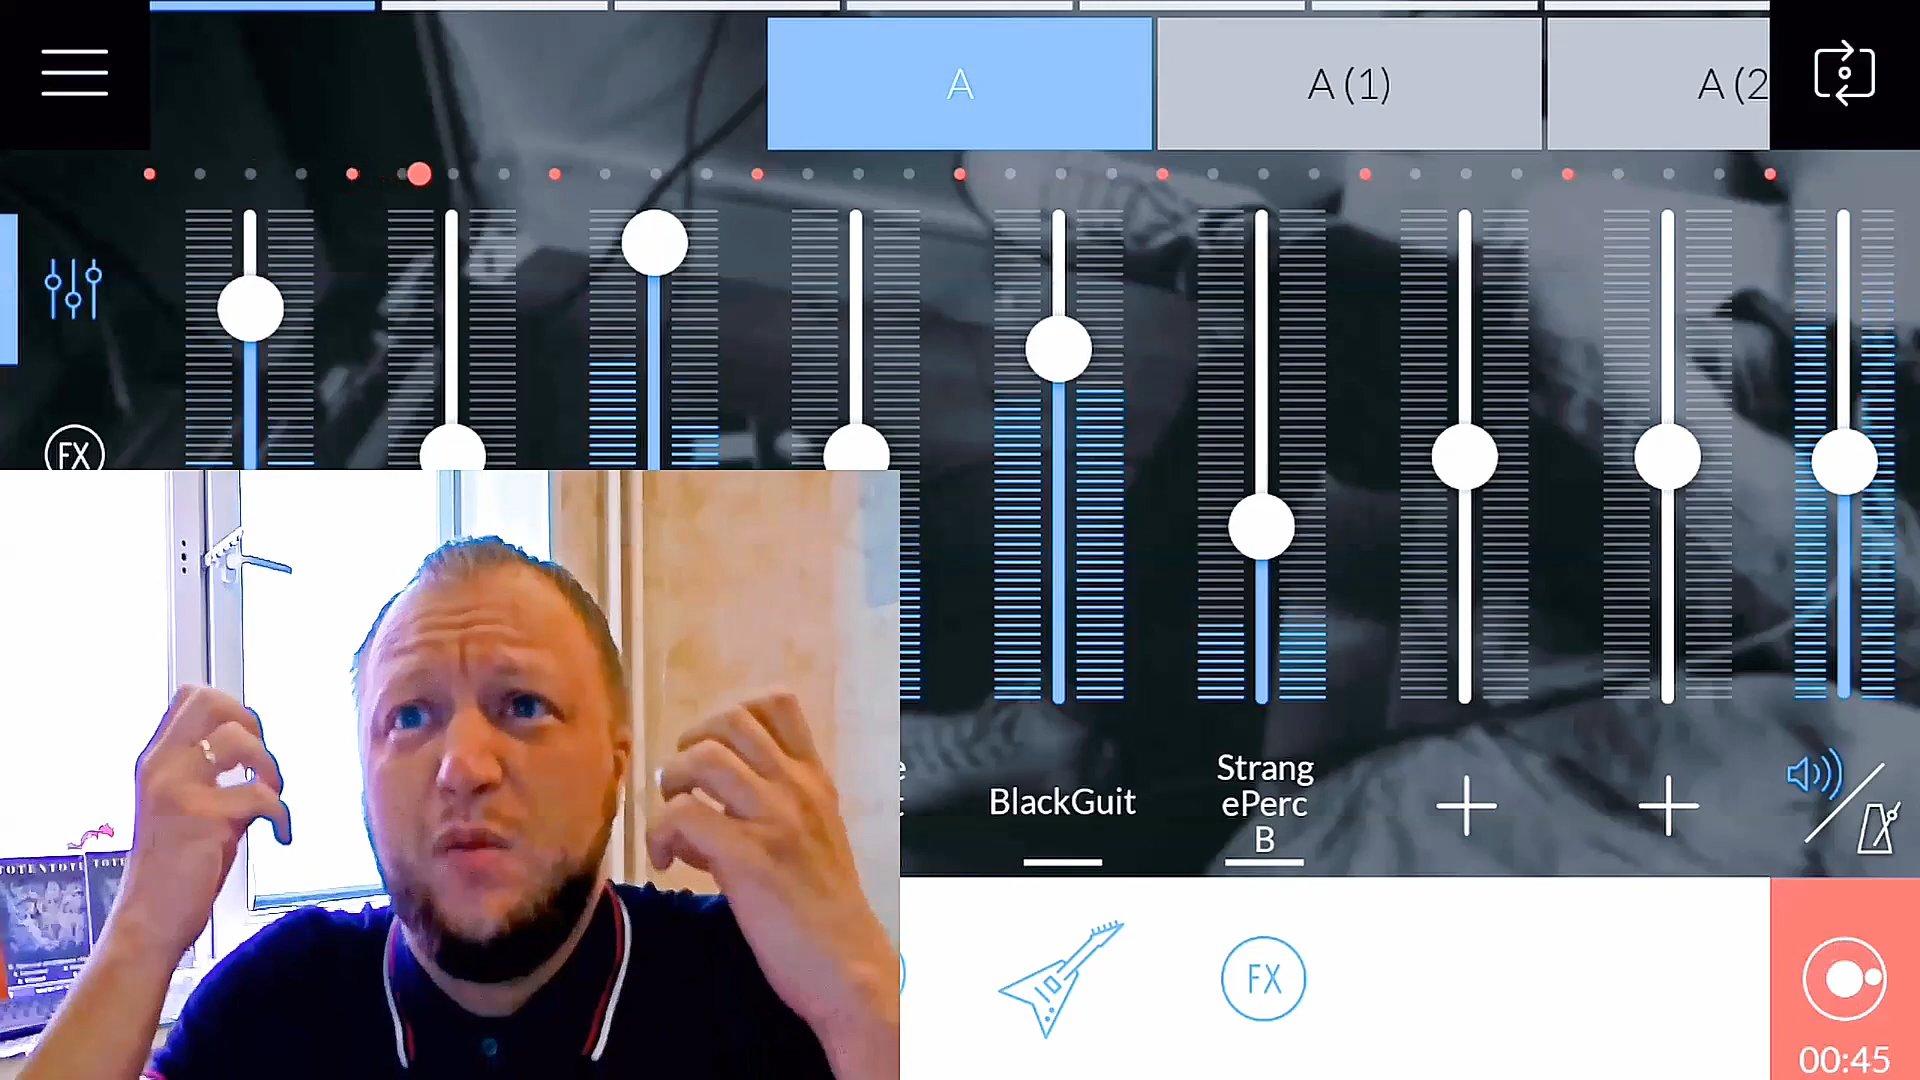 A
A (1)
A (2
FX
BlackGuit
Strang
ePerc
B
FX
00:45